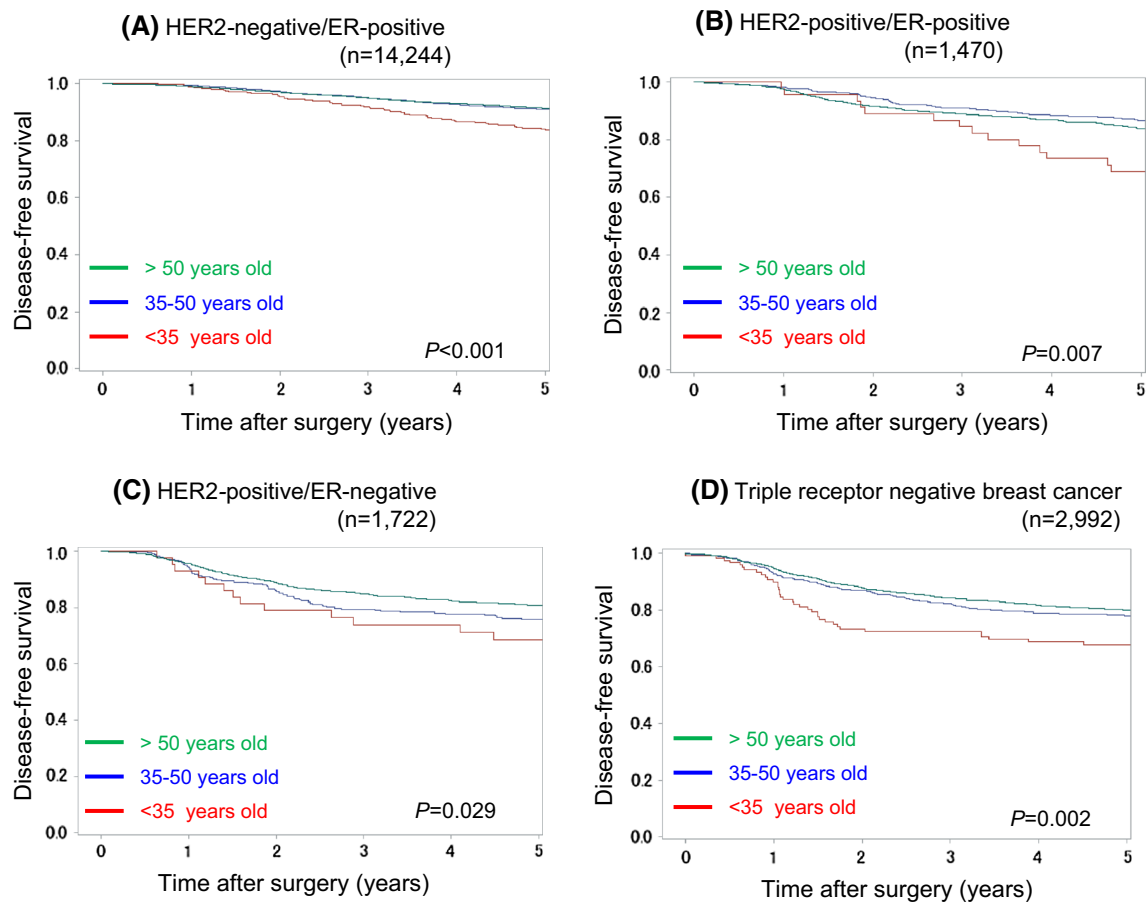 (A) HER2-negative/ER-positive
(n=14,244)
Disease-free survival
1.0
0.8
0.6
0.4
0.2
0.0
> 50 years old
35-50 years old
<35 years old
P<0.001
0 1 2 3 4 5
Time after surgery (years)
(B) HER2-positive/ER-positive
(n=1,470)
Disease-free survival
1.0
0.8
0.6
0.4
0.2
0.0
> 50 years old
35-50 years old
<35 years old
P=0.007
0 1 2 3 4 5
Time after surgery (years)
(C) HER2-positive/ER-negative
(n=1,722)
Disease-free survival
1.0
0.8
0.6
0.4
0.2
0.0
> 50 years old
35-50 years old
<35 years old
P=0.029
0 1 2 3 4 5
Time after surgery (years)
(D) Triple receptor negative breast cancer
(n=2,992)
Disease-free survival
1.0
0.8
0.6
0.4
0.2
0.0
> 50 years old
35-50 years old
<35 years old
P=0.002
0 1 2 3 4 5
Time after surgery (years)